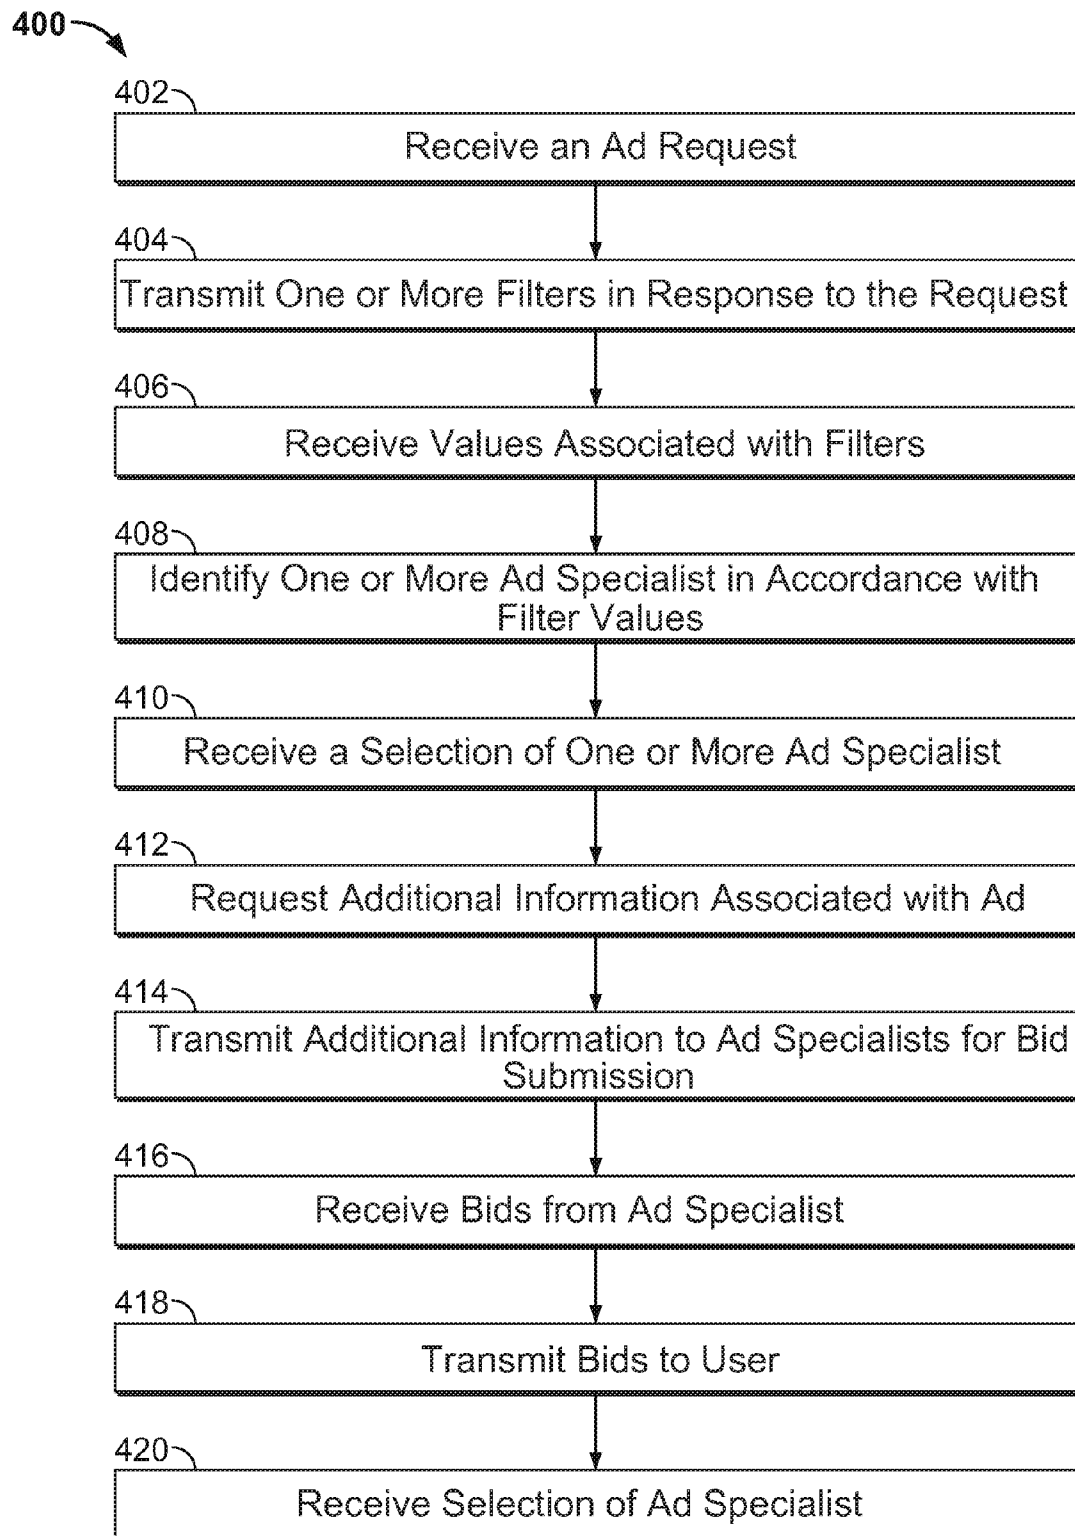 400
402
Receive an Ad Request
404
Transmit One or More Filters in Response to the Request
406
Receive Values Associated with Filters
408
Identify One or More Ad Specialist in Accordance with
Filter Values
410
Receive a Selection of One or More Ad Specialist
412
Request Additional Information Associated with Ad
414
Transmit Additional Information to Ad Specialists for Bid
Submission
416
Receive Bids from Ad Specialist
418
Transmit Bids to User
420
Receive Selection of Ad Specialist